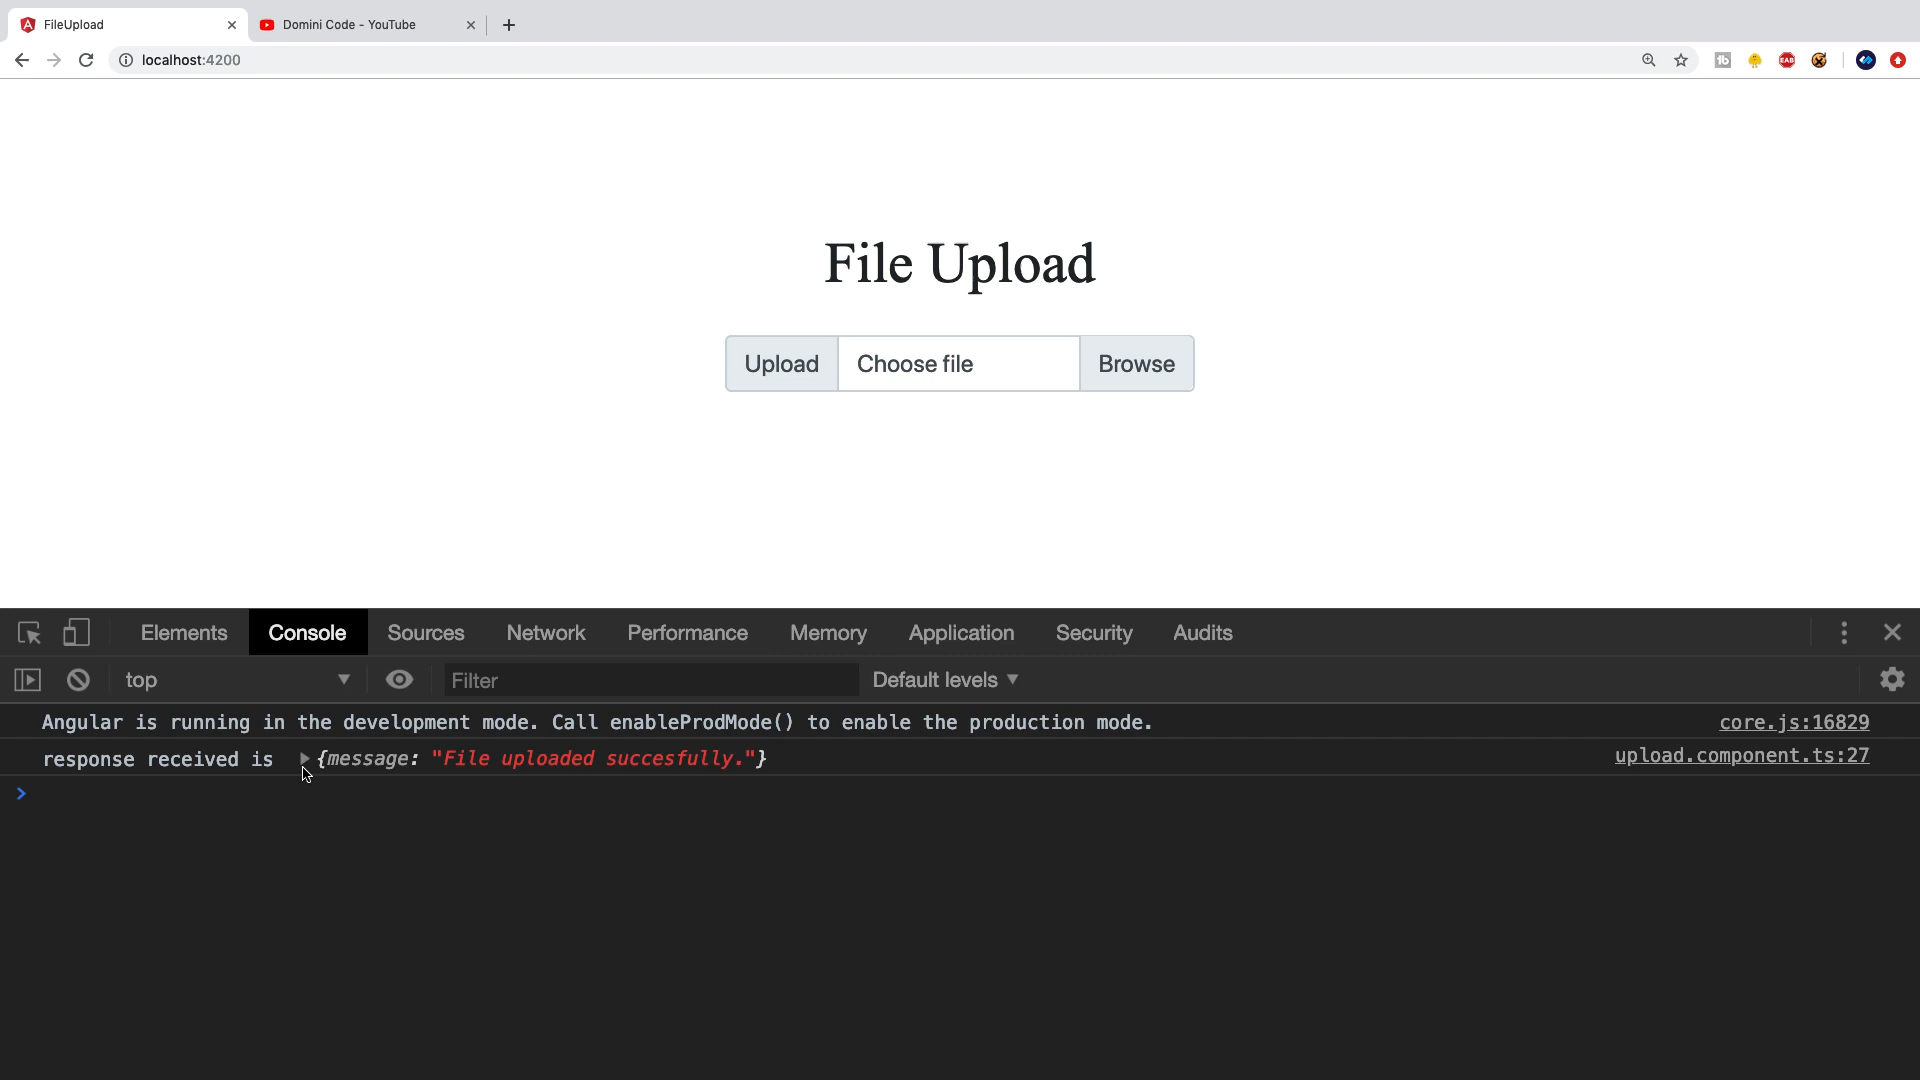 FileUpload
Domini Code - YouTube
localhost:4200
File Upload
Upload Choose file Browse
Elements Console Sources Network Performance Memory Application Security Audits
top Filter Default levels
Angular is running in the development mode. Call enableProdMode() to enable the production mode. core.js:16829
response received is {message: "File uploaded succesfully."} upload.component.ts:27